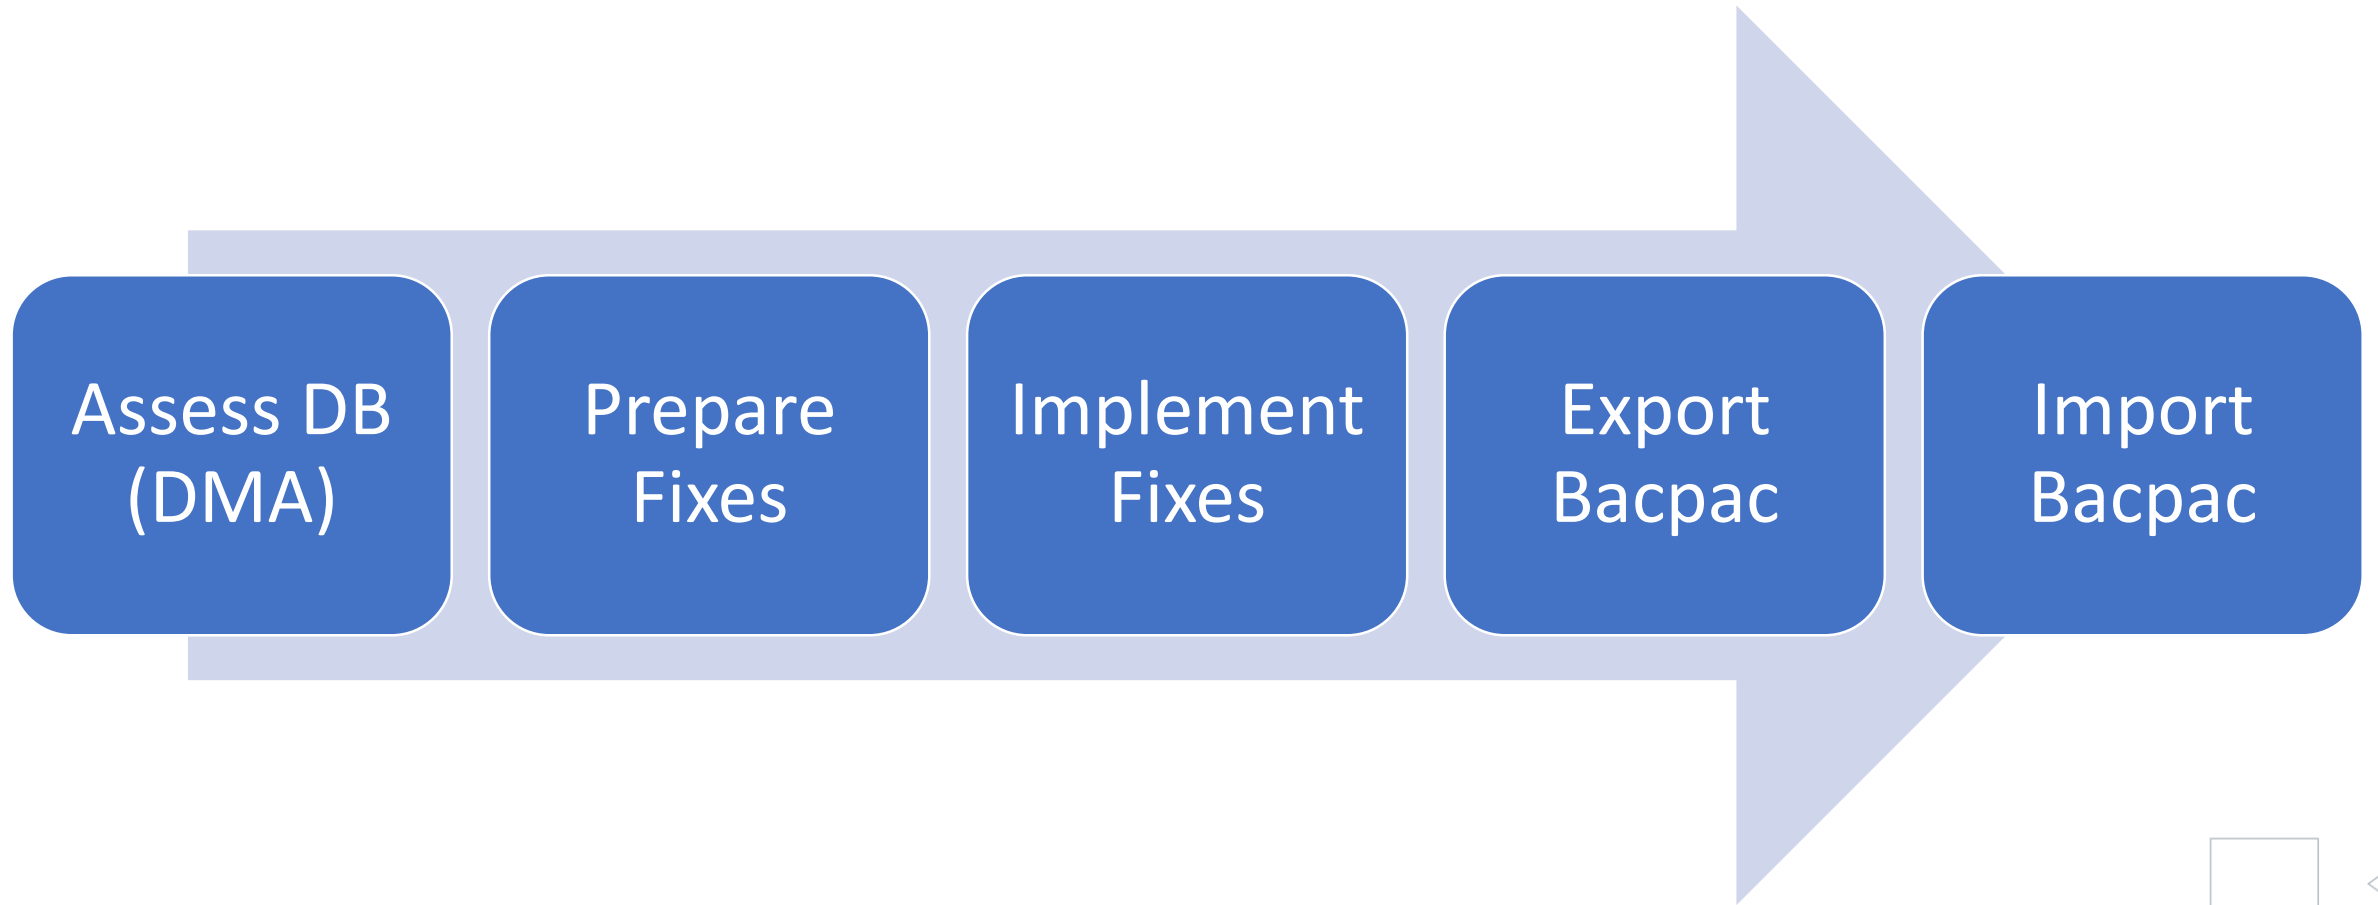 Assess DB
(DMA)
Prepare
Fixes
Implement
Fixes
Export
Bacpac
Import
Bacpac